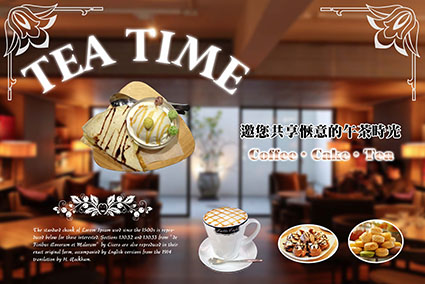 TEA TIME
邀您共享愜意的午茶時光
Coffee · Cake · Tea
The standard chunk of Lorem Ipsum used since the 1500s is repro-
duced below for those interested. Sections 1.10.32 and 1.10.33 from "de
Finibus Bonorum et Malorum" by Cicero are also reproduced in their
exact original form, accompanied by English versions from the 1914
translation by H. Rackham.